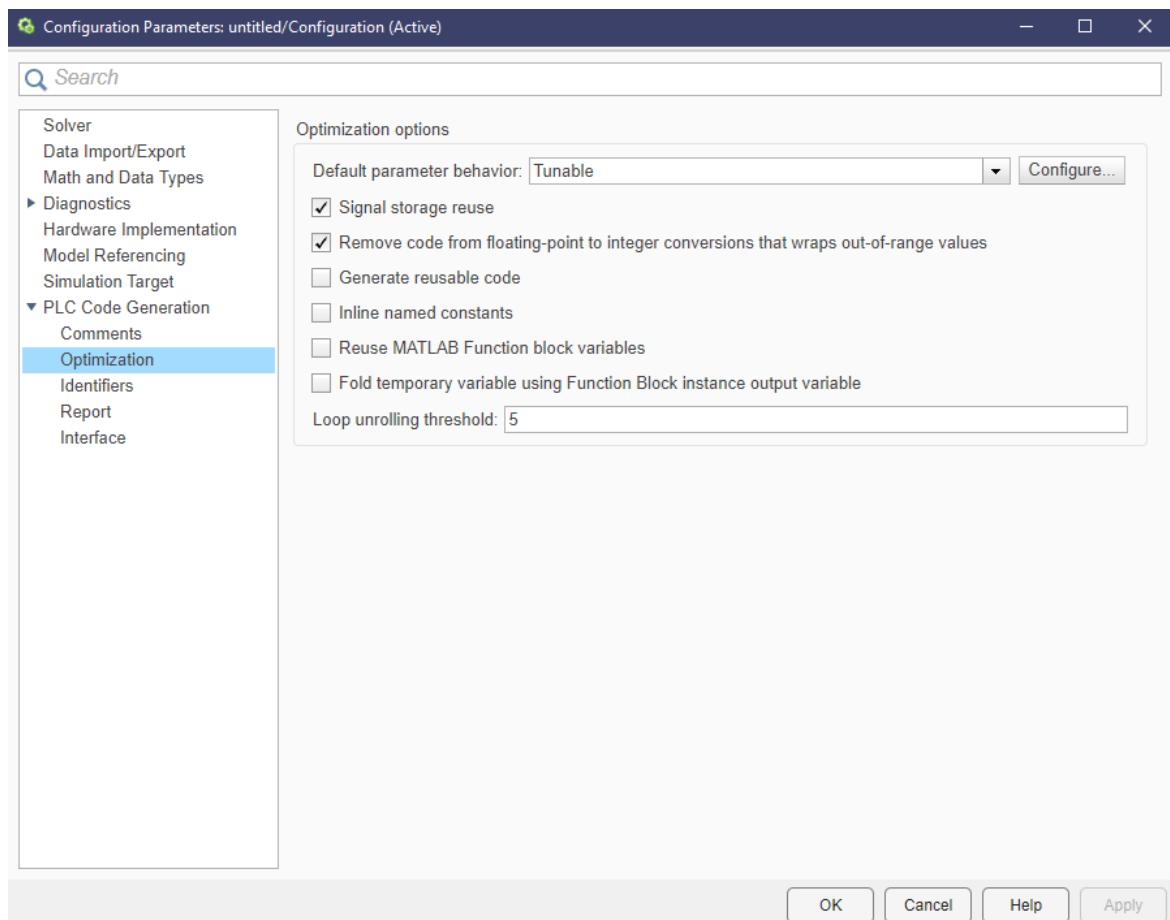 Configuration Parameters: untitled/Configuration (Active)
Search
Solver
Data Import/Export
Math and Data Types
Diagnostics
Hardware Implementation
Model Referencing
Simulation Target
PLC Code Generation
Comments
Optimization
Identifiers
Report
Interface
Optimization options
Default parameter behavior: Tunable Configure...
Signal storage reuse
Remove code from floating-point to integer conversions that wraps out-of-range values
Generate reusable code
Inline named constants
Reuse MATLAB Function block variables
Fold temporary variable using Function Block instance output variable
Loop unrolling threshold: 5
OK Cancel Help Apply